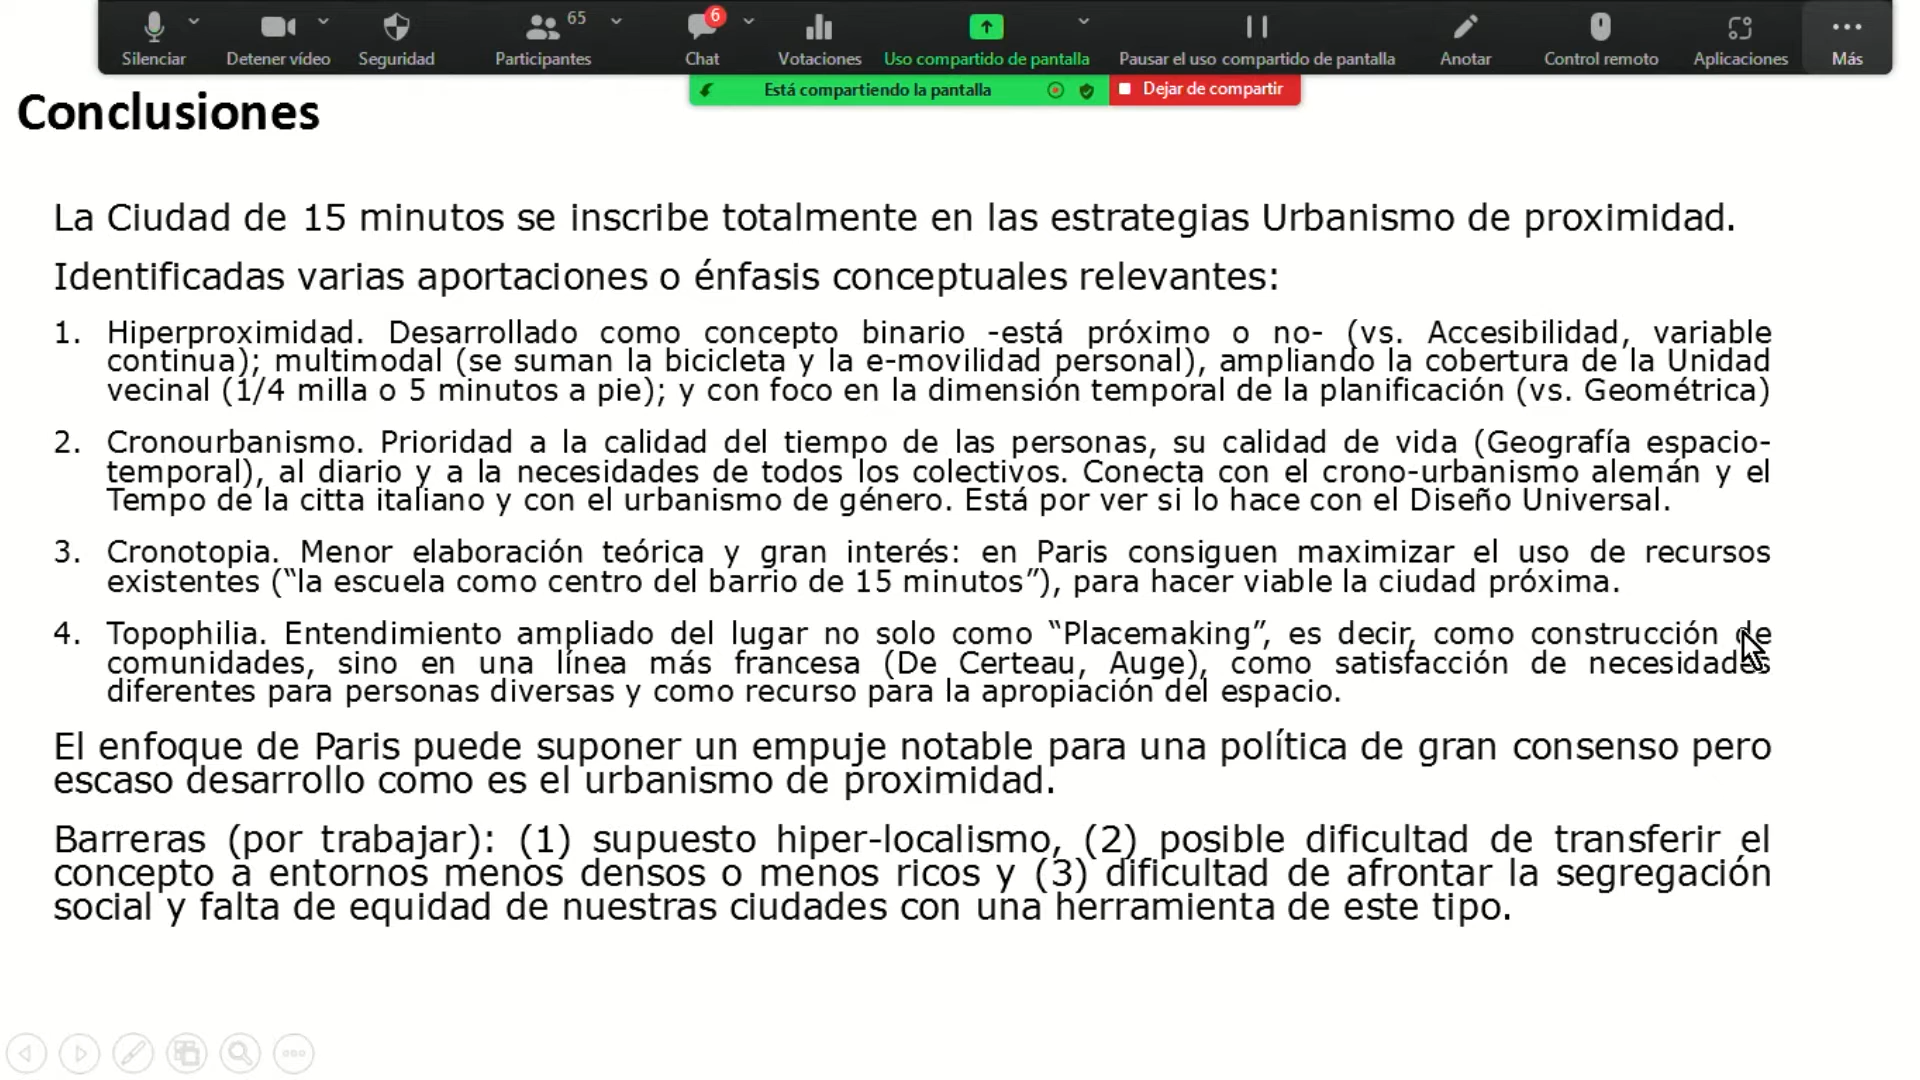 Silenciar Detener vídeo Seguridad Participantes 65 Chat 6 Votaciones Uso compartido de pantalla Pausar el uso compartido de pantalla Anotar Control remoto Aplicaciones Más
Está compartiendo la pantalla Dejar de compartir
Conclusiones
La Ciudad de 15 minutos se inscribe totalmente en las estrategias Urbanismo de proximidad.
Identificadas varias aportaciones o énfasis conceptuales relevantes:
1. Hiperproximidad. Desarrollado como concepto binario -está próximo o no- (vs. Accesibilidad, variable
continua); multimodal (se suman la bicicleta y la e-movilidad personal), ampliando la cobertura de la Unidad
vecinal (1/4 milla o 5 minutos a pie); y con foco en la dimensión temporal de la planificación (vs. Geométrica)
2. Cronourbanismo. Prioridad a la calidad del tiempo de las personas, su calidad de vida (Geografía espacio-
temporal), al diario y a la necesidades de todos los colectivos. Conecta con el crono-urbanismo alemán y el
Tempo de la citta italiano y con el urbanismo de género. Está por ver si lo hace con el Diseño Universal.
3. Cronotopia. Menor elaboración teórica y gran interés: en Paris consiguen maximizar el uso de recursos
existentes (“la escuela como centro del barrio de 15 minutos”), para hacer viable la ciudad próxima.
4. Topophilia. Entendimiento ampliado del lugar no solo como “Placemaking”, es decir, como construcción de
comunidades, sino en una línea más francesa (De Certeau, Auge), como satisfacción de necesidades
diferentes para personas diversas y como recurso para la apropiación del espacio.
El enfoque de Paris puede suponer un empuje notable para una política de gran consenso pero
escaso desarrollo como es el urbanismo de proximidad.
Barreras (por trabajar): (1) supuesto hiper-localismo, (2) posible dificultad de transferir el
concepto a entornos menos densos o menos ricos y (3) dificultad de afrontar la segregación
social y falta de equidad de nuestras ciudades con una herramienta de este tipo.